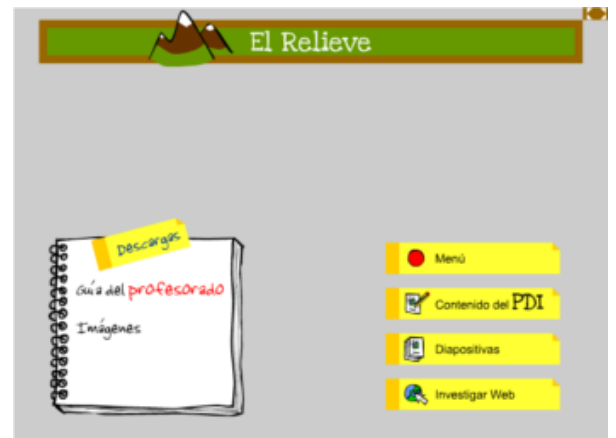 El Relieve
Descargas
Guía del profesorado
Imágenes
Menú
Contenido del PDI
Diapositivas
Investigar Web